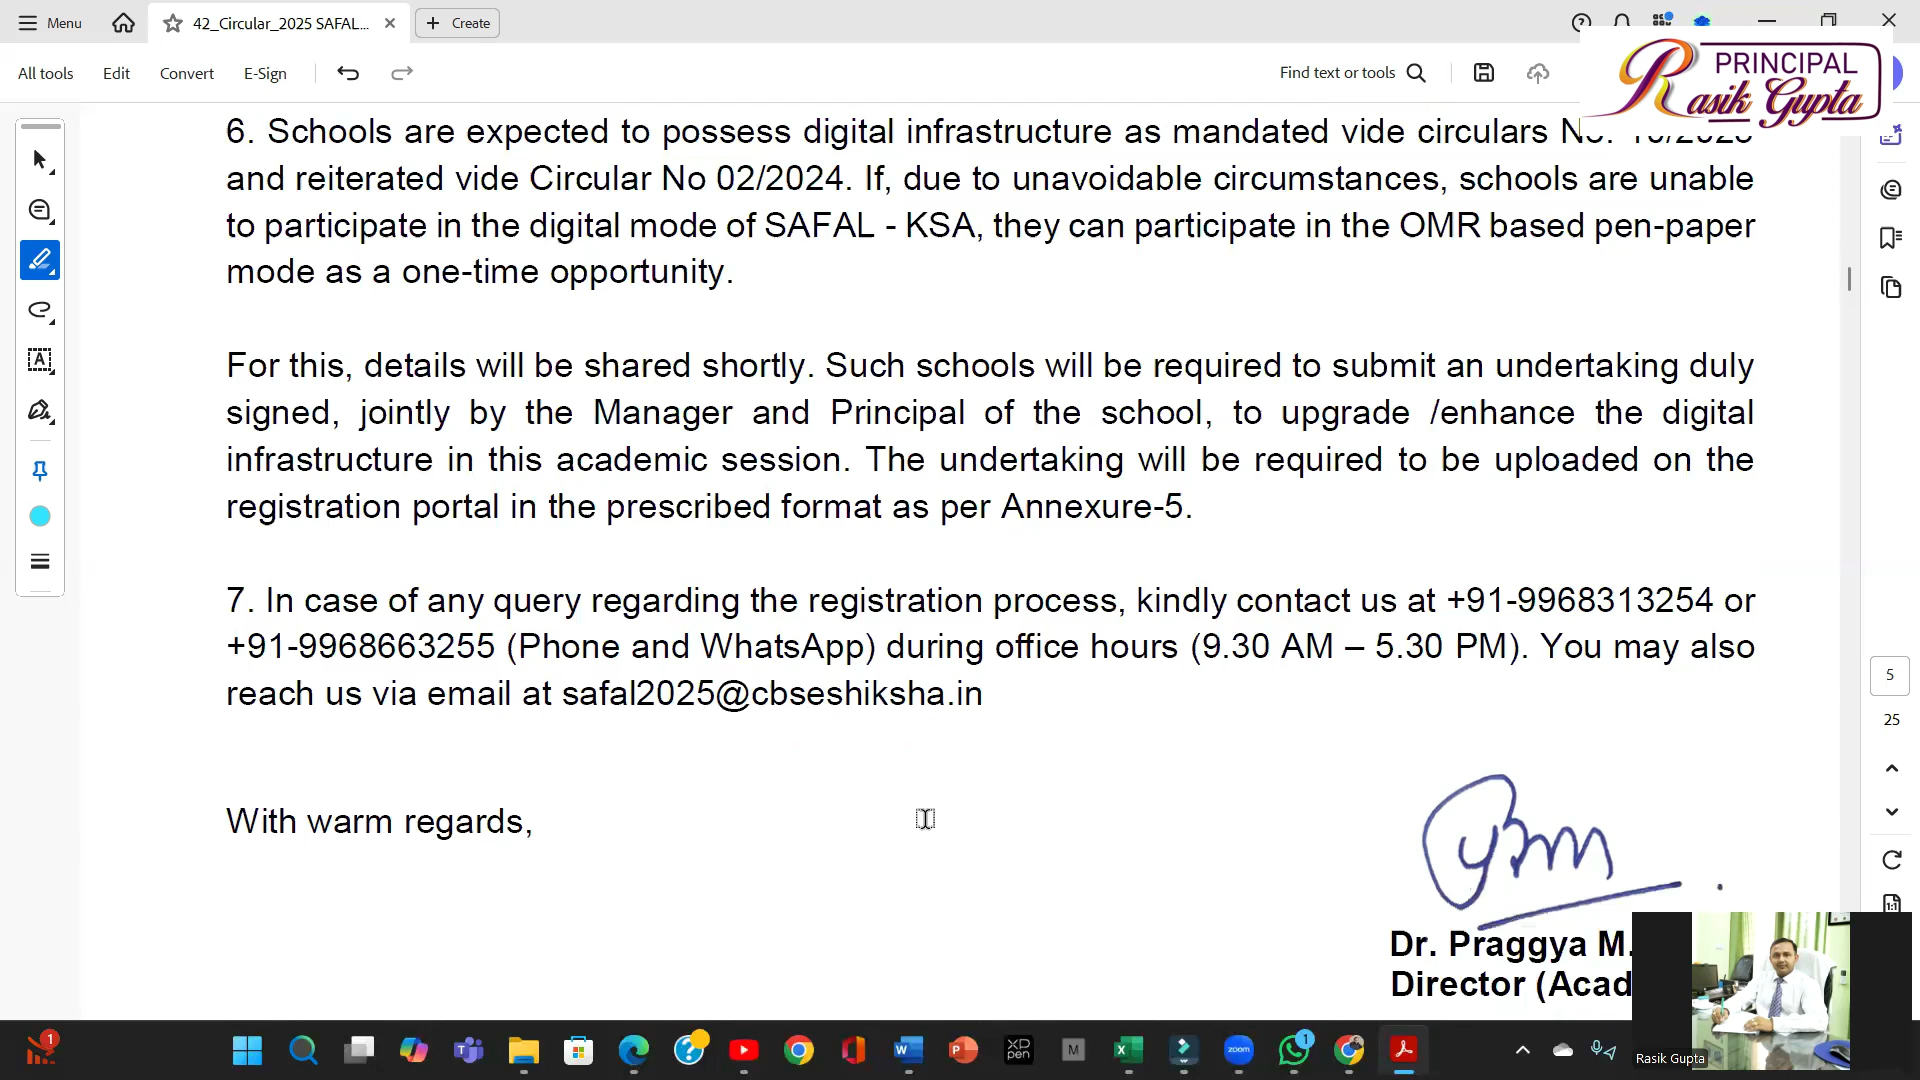 Menu
42_Circular_2025 SAFAL...
Create
All tools
Edit
Convert
E-Sign
Find text or tools
PRINCIPAL
Rasik Gupta
6. Schools are expected to possess digital infrastructure as mandated vide circulars No.
and reiterated vide Circular No 02/2024. If, due to unavoidable circumstances, schools are unable
to participate in the digital mode of SAFAL - KSA, they can participate in the OMR based pen-paper
mode as a one-time opportunity.
For this, details will be shared shortly. Such schools will be required to submit an undertaking duly
signed, jointly by the Manager and Principal of the school, to upgrade /enhance the digital
infrastructure in this academic session. The undertaking will be required to be uploaded on the
registration portal in the prescribed format as per Annexure-5.
7. In case of any query regarding the registration process, kindly contact us at +91-9968313254 or
+91-9968663255 (Phone and WhatsApp) during office hours (9.30 AM – 5.30 PM). You may also
reach us via email at safal2025@cbseshiksha.in
5
25
With warm regards,
Dr. Praggya M.
Director (Acad
Rasik Gupta
1
XP
pen
M
zoom
1